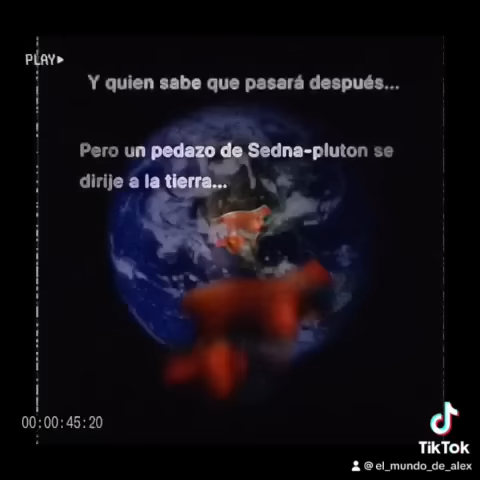 PLAY▶
Y quien sabe que pasará después...
Pero un pedazo de Sedna-pluton se
dirije a la tierra...
00:00:45:20
TikTok
@el_mundo_de_alex